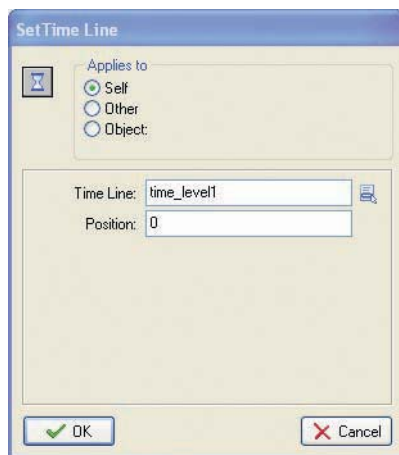 SetTime Line
Applies to
Self
Other
Object:
Time Line: time_level1
Position: 0
OK Cancel